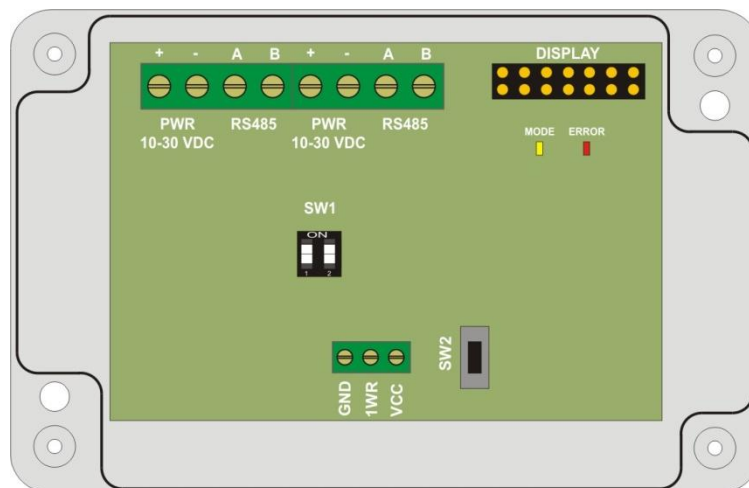 + - A B + - A B
DISPLAY
PWR RS485 PWR RS485
10-30 VDC 10-30 VDC
MODE ERROR
SW1
ON
1 2
SW2
GND 1WR VCC